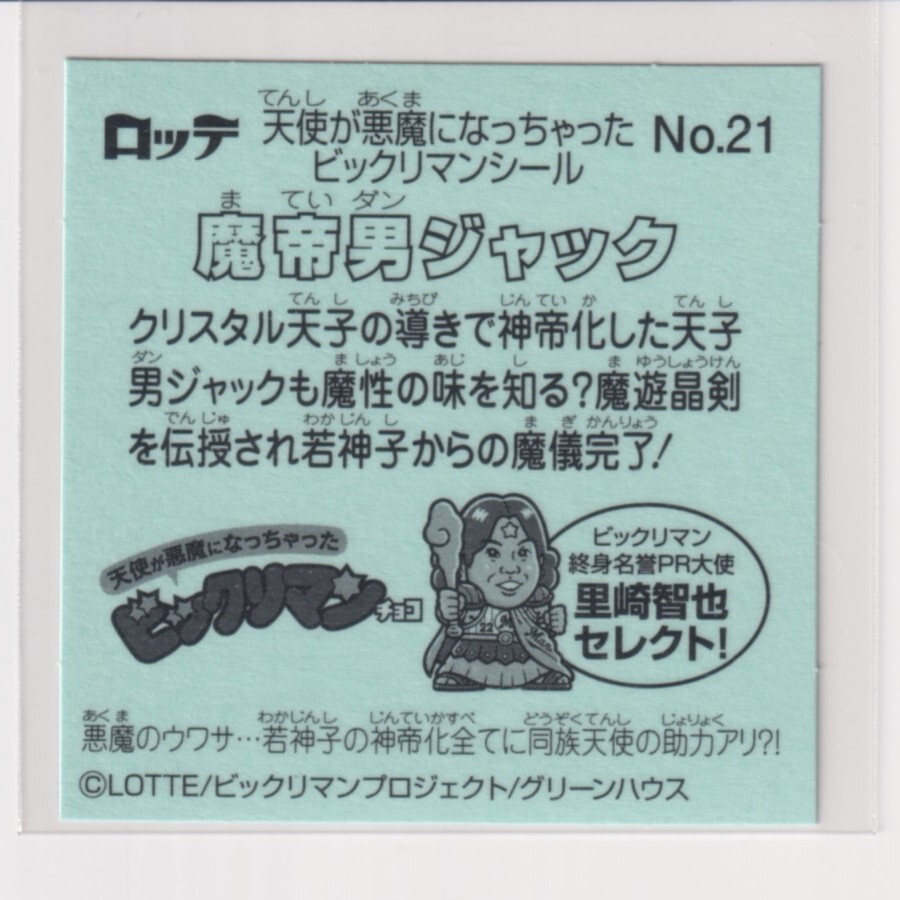 ロッテ 天使が悪魔になっちゃった No.21
てんし あくま
ビックリマンシール
ま てい ダン
魔帝男ジャック
てん し みちび じん てい か てん し
クリスタル天子の導きで神帝化した天子
ダン ま しょう あじ し ま ゆうしょうけん
男ジャックも魔性の味を知る?魔遊晶剣
でん じゅ わか じん し ま ぎ かんりょう
を伝授され若神子からの魔儀完了!
天使が悪魔になっちゃった
ビックリマンチョコ
22 M
Mar
ビックリマン
終身名誉PR大使
里崎智也
セレクト!
あく ま わかじんし じんていかすべ どうぞくてんし じょりょく
悪魔のウワサ…若神子の神帝化全てに同族天使の助力アリ?!
©LOTTE/ビックリマンプロジェクト/グリーンハウス